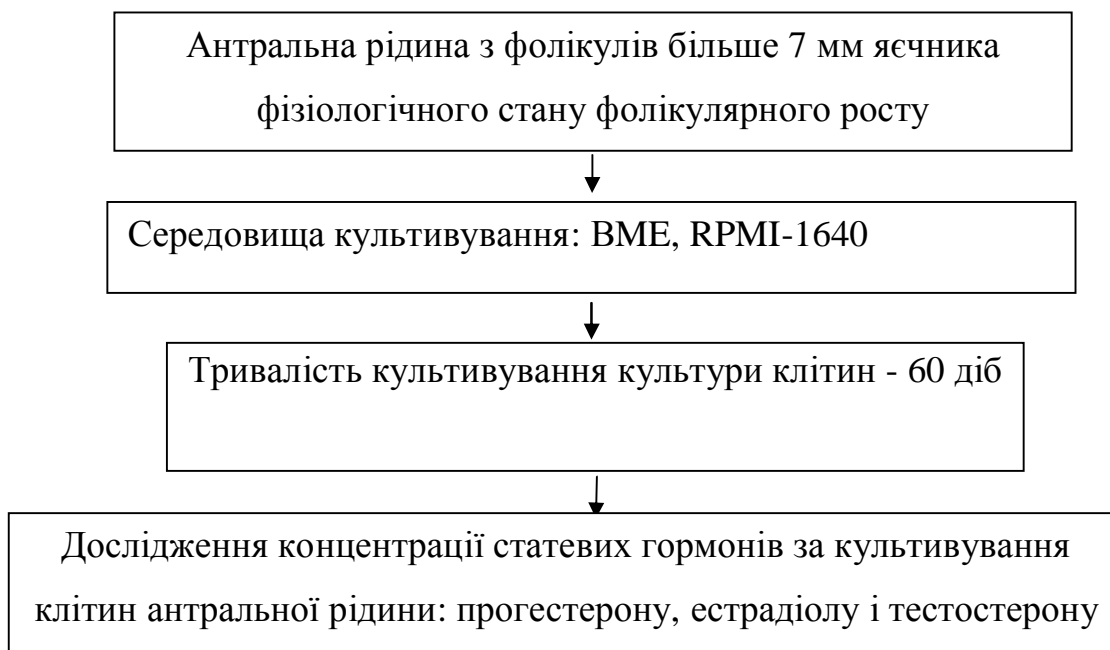 Антральна рідина з фолікулів більше 7 мм яєчника
фізіологічного стану фолікулярного росту
Середовища культивування: BME, RPMI-1640
Тривалість культивування культури клітин - 60 діб
Дослідження концентрації статевих гормонів за культивування
клітин антральної рідини: прогестерону, естрадіолу і тестостерону